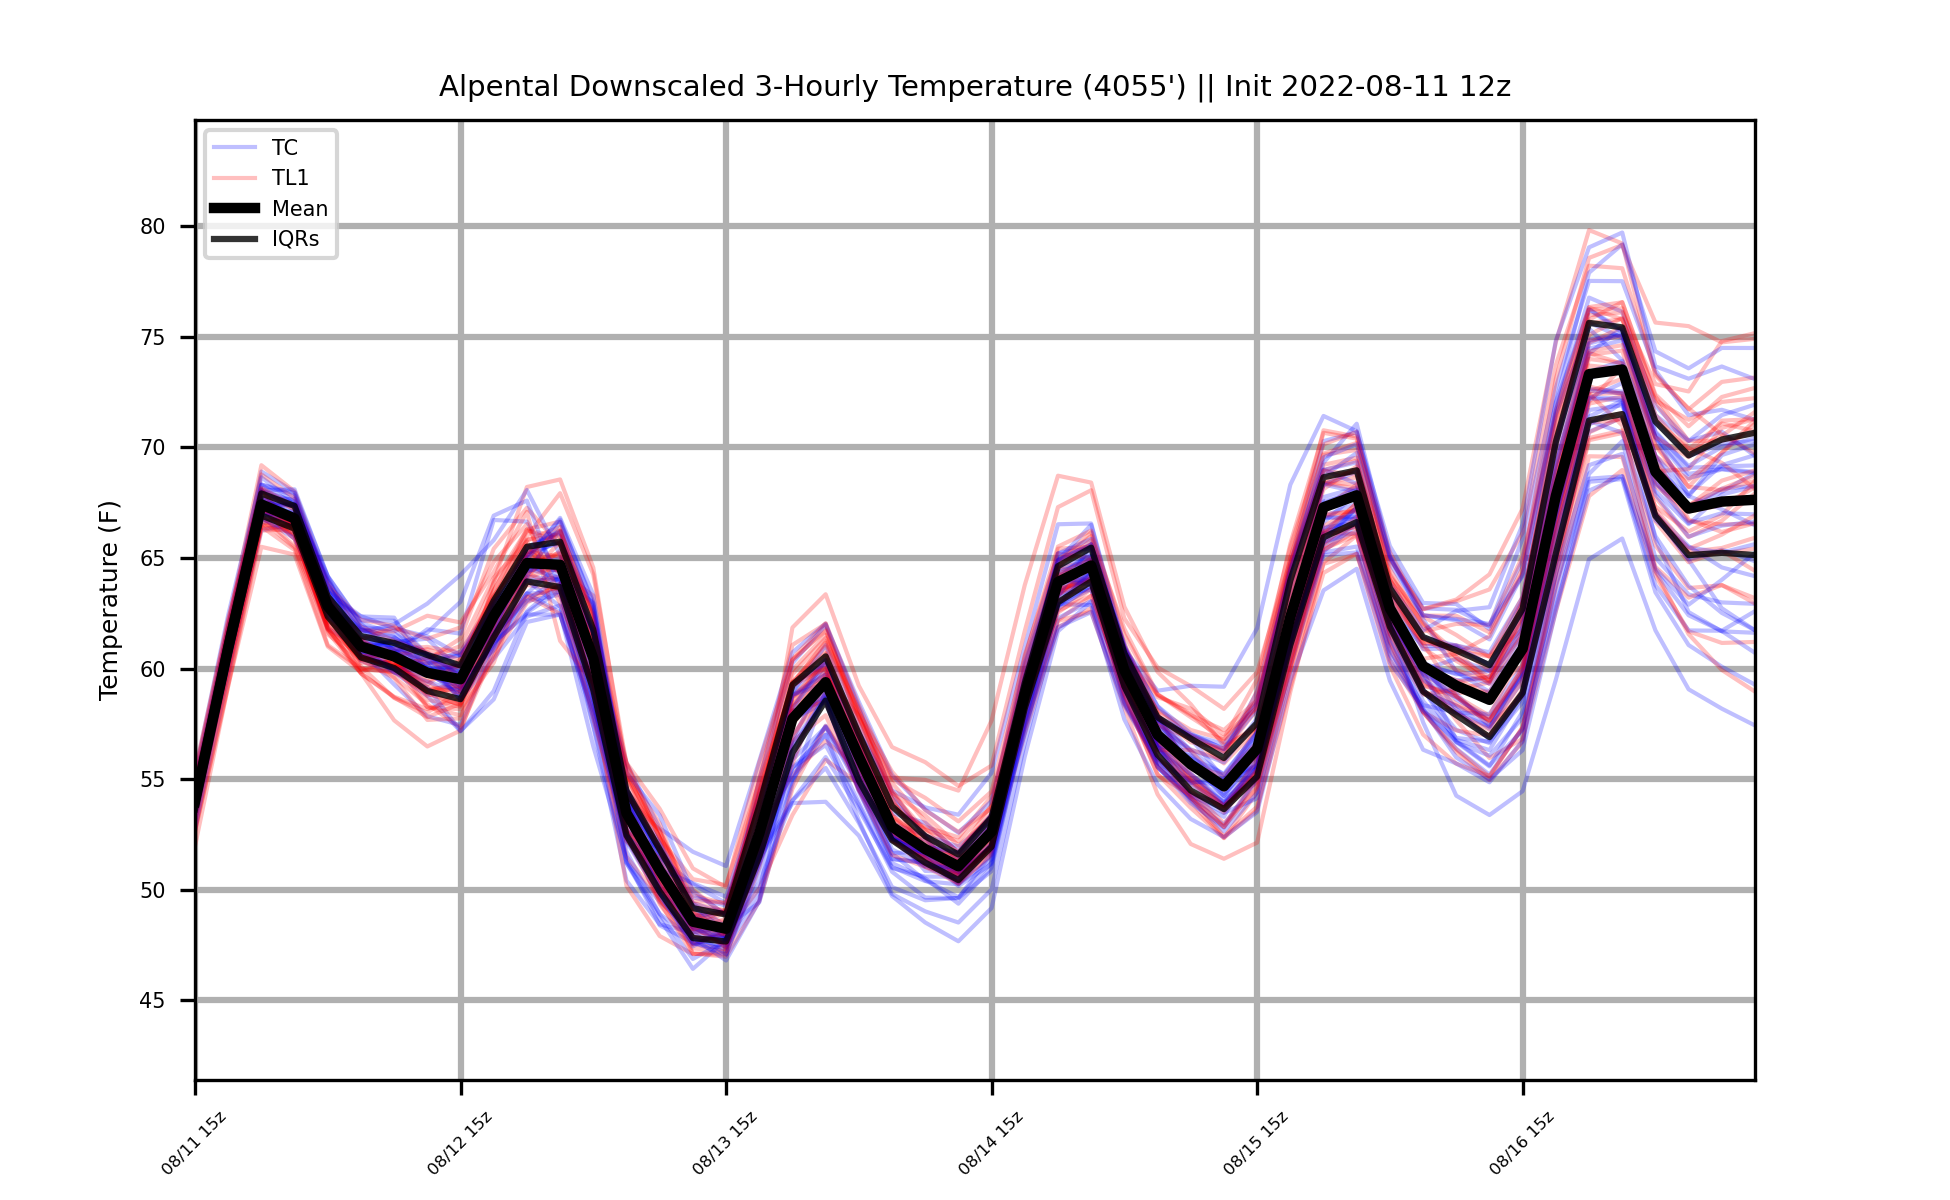 Alpental Downscaled 3-Hourly Temperature (4055') || Init 2022-08-11 12z
TC
TL1
Mean
IQRs
Temperature (F)
80
75
70
65
60
55
50
45
08/11 15z
08/12 15z
08/13 15z
08/14 15z
08/15 15z
08/16 15z